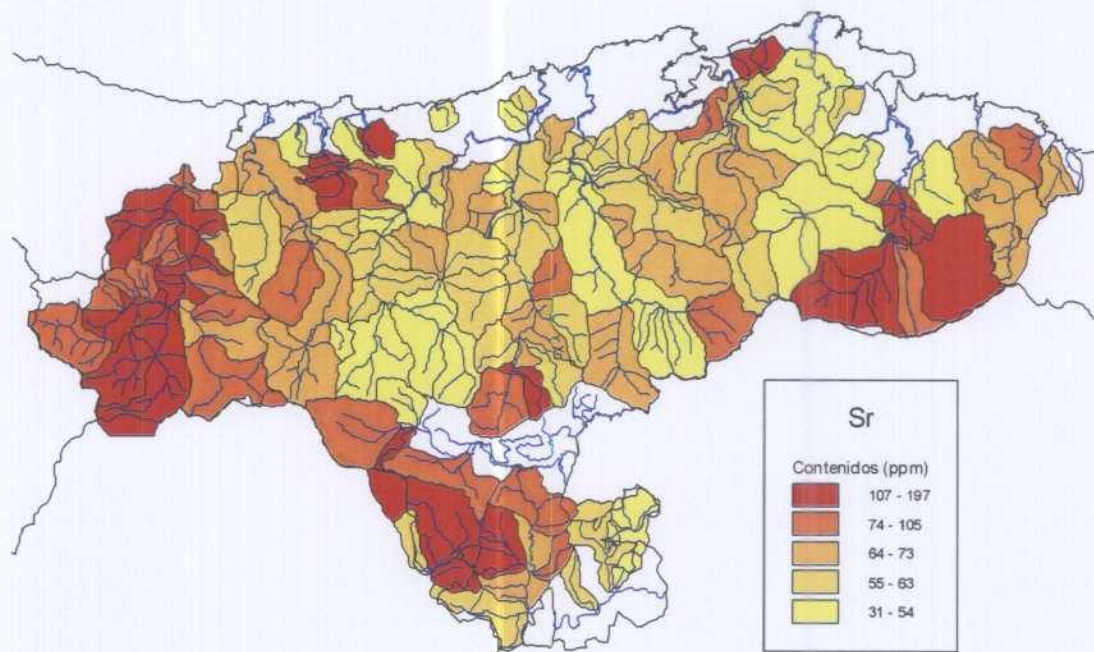 Sr
Contenidos (ppm)
107 - 197
74 - 105
64 - 73
55 - 63
31 - 54